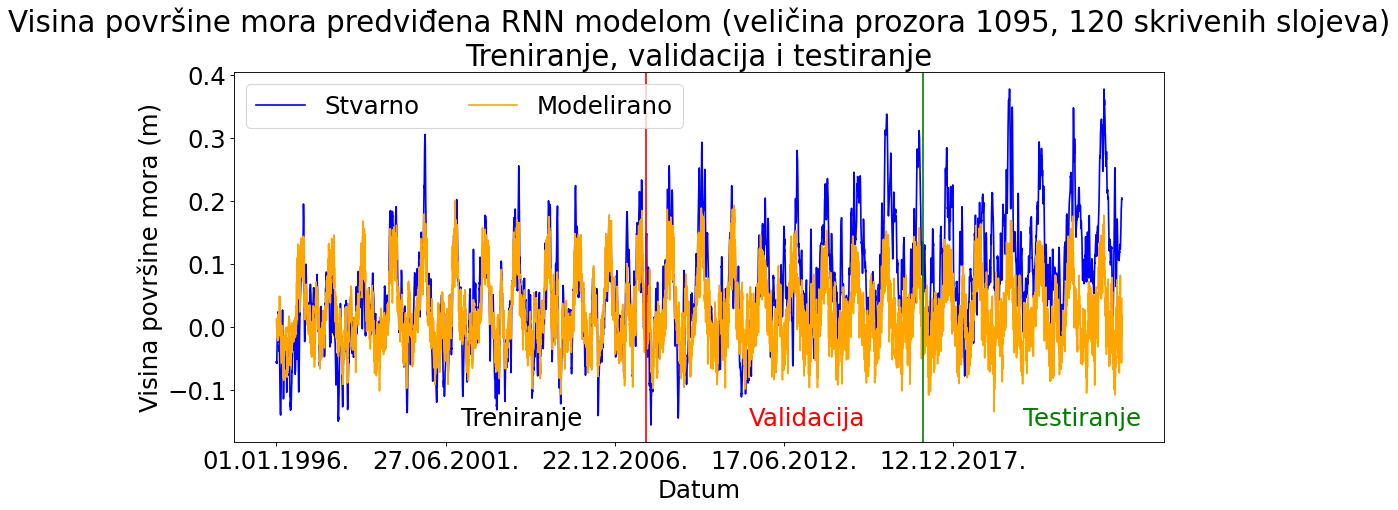 Visina površine mora predviđena RNN modelom (veličina prozora 1095, 120 skrivenih slojeva)
Treniranje, validacija i testiranje
Stvarno
Modelirano
Visina površine mora (m)
0.4
0.3
0.2
0.1
0.0
−0.1
Treniranje
Validacija
Testiranje
01.01.1996.
27.06.2001.
22.12.2006.
17.06.2012.
12.12.2017.
Datum